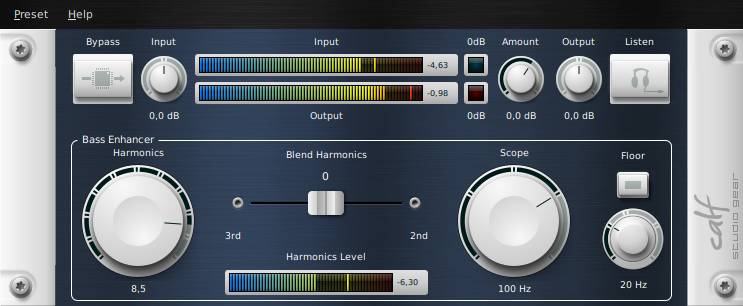 Preset Help
Bypass Input Input 0dB Amount Output Listen
-4,63
-0,98
0,0 dB Output 0dB 0,0 dB 0,0 dB
Bass Enhancer
Harmonics Blend Harmonics Scope Floor
0
3rd 2nd
Harmonics Level
-6,30
8,5 100 Hz 20 Hz
calf
studio gear